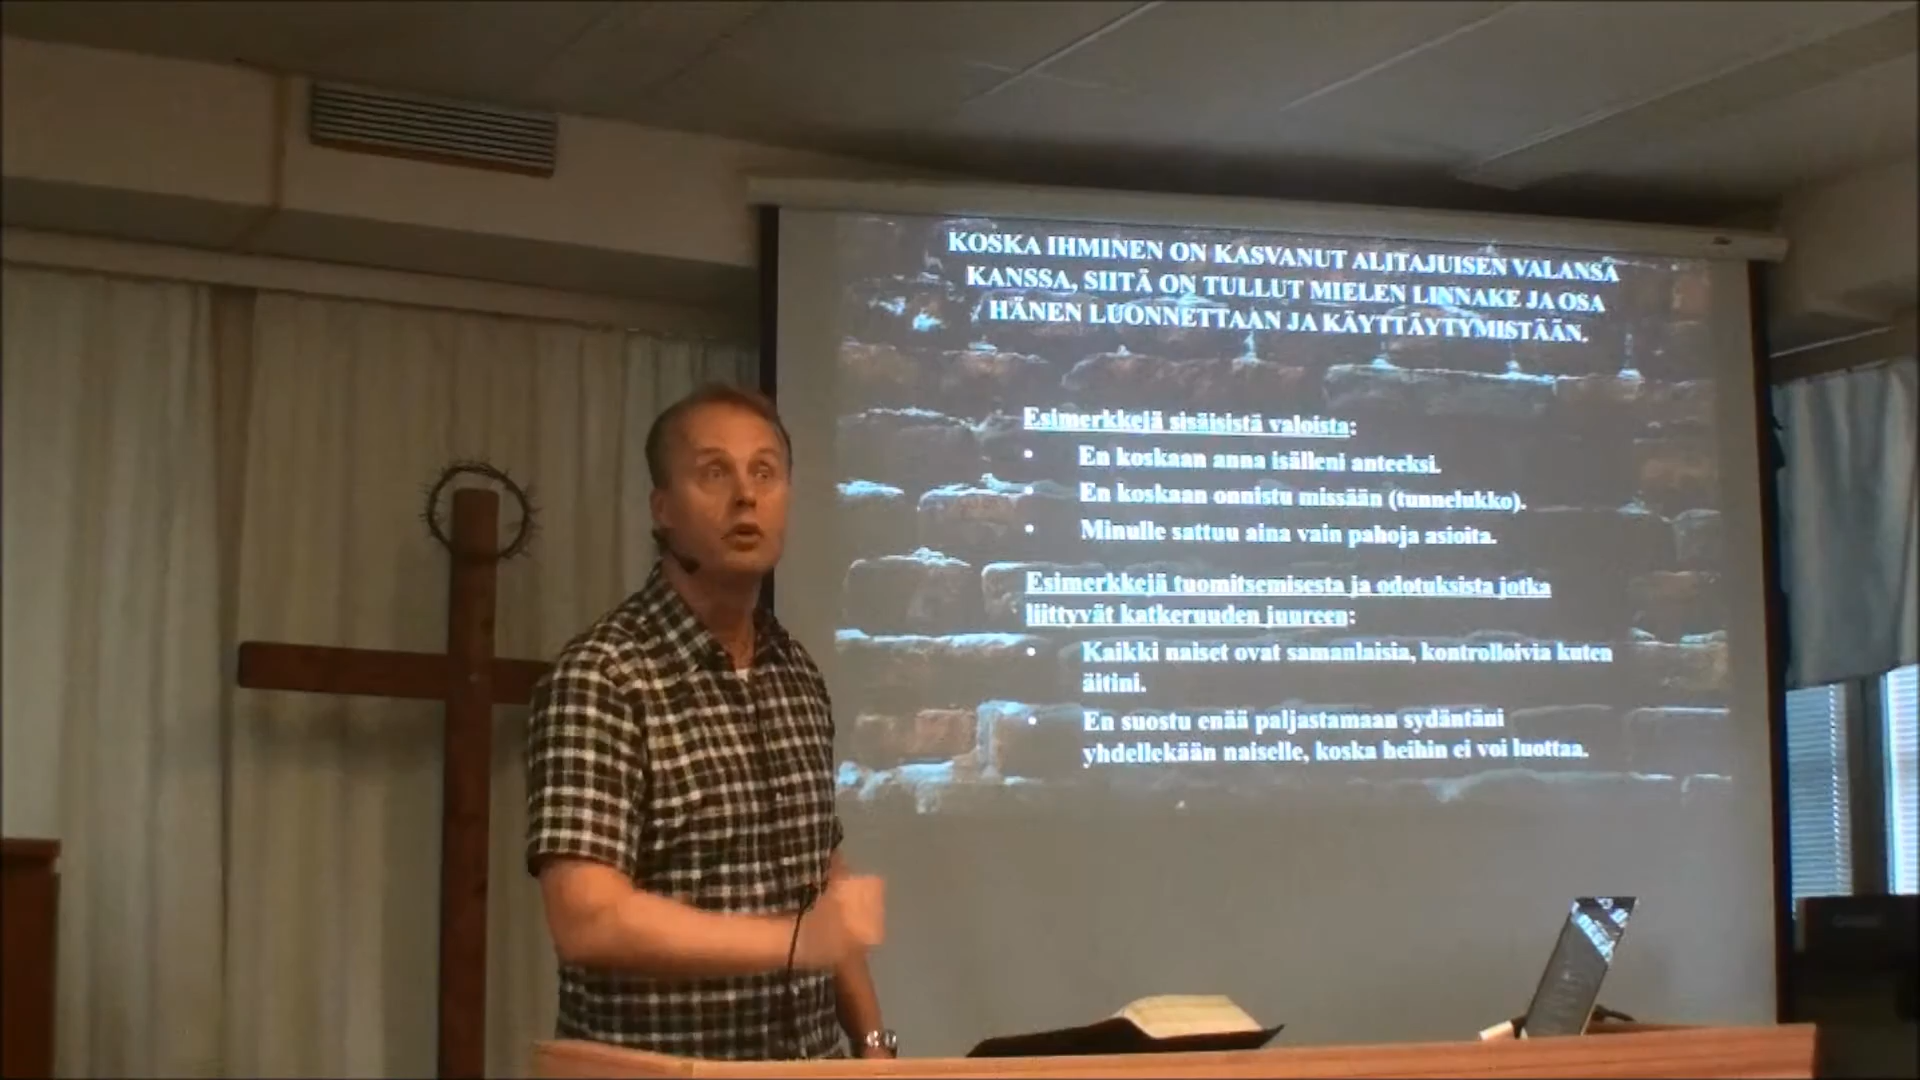 KOSKA IHMINEN ON KASVANUT ALITAJUISEN VALANSA
KANSSA, SIITÄ ON TULLUT MIELEN LINNAKE JA OSA
HÄNEN LUONNETTAAN JA KÄYTTÄYTYMISTÄÄN.
Esimerkkejä sisäisistä valoista:
• En koskaan anna isälleni anteeksi.
• En koskaan onnistu missään (tunnelukko).
• Minulle sattuu aina vain pahoja asioita.
Esimerkkejä tuomitsemisesta ja odotuksista jotka
liittyvät katkeruuden juureen:
• Kaikki naiset ovat samanlaisia, kontrolloivia kuten
äitini.
• En suostu enää paljastamaan sydäntäni
yhdellekään naiselle, koska heihin ei voi luottaa.